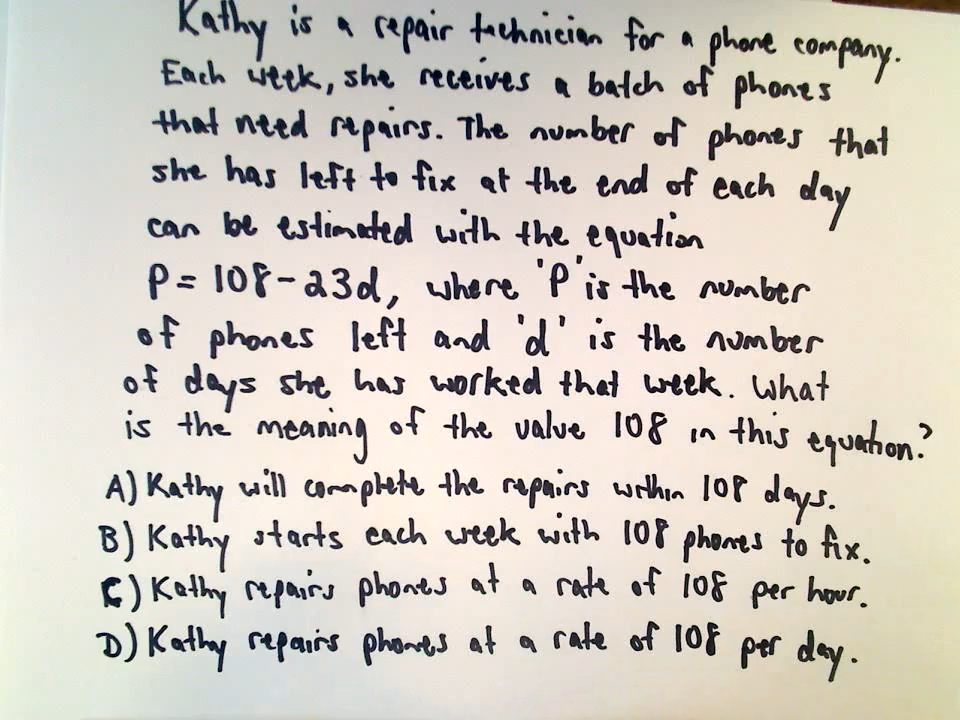 Kathy is a repair technician for a phone company.
Each week, she receives a batch of phones
that need repairs. The number of phones that
she has left to fix at the end of each day
can be estimated with the equation
P = 108 - 23d, where 'P' is the number
of phones left and 'd' is the number
of days she has worked that week. What
is the meaning of the value 108 in this equation?
A) Kathy will complete the repairs within 108 days.
B) Kathy starts each week with 108 phones to fix.
C) Kathy repairs phones at a rate of 108 per hour.
D) Kathy repairs phones at a rate of 108 per day.